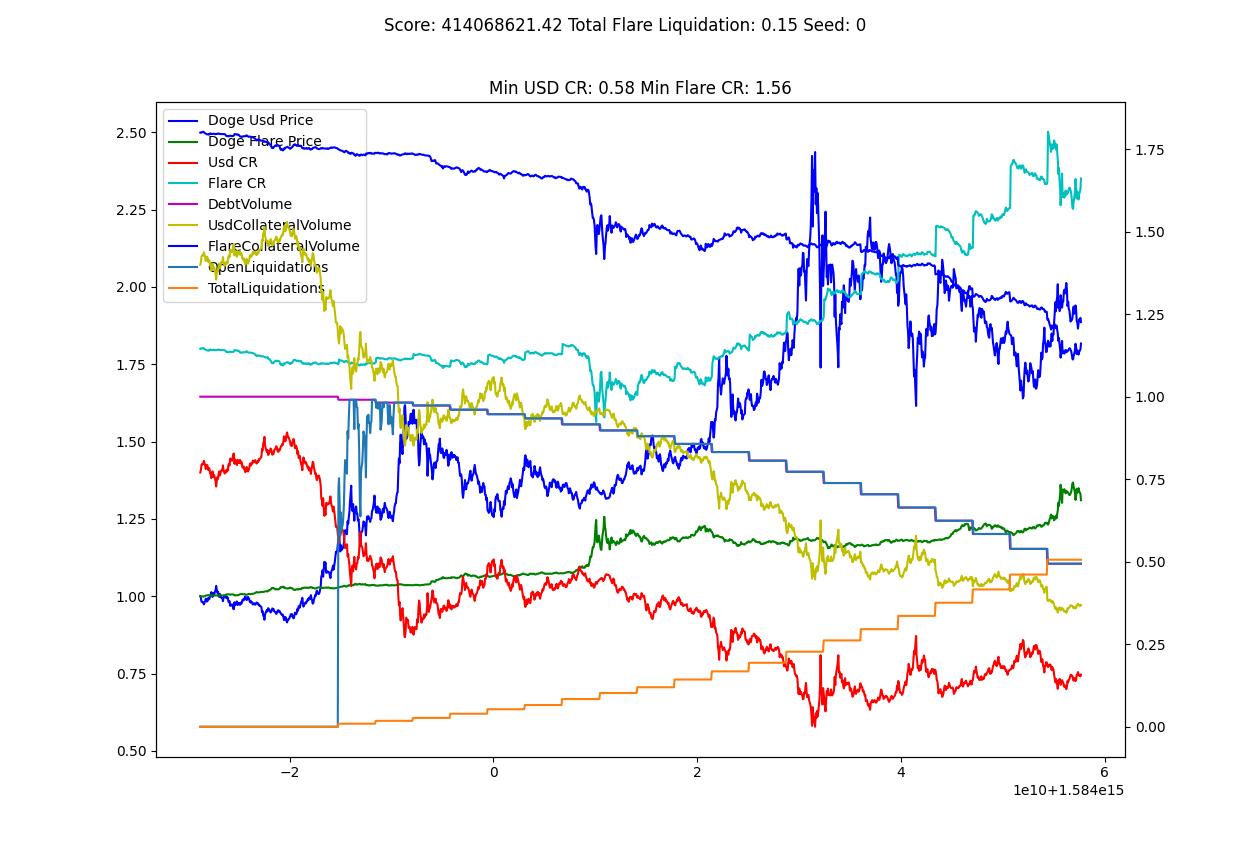 Score: 414068621.42 Total Flare Liquidation: 0.15 Seed: 0
Min USD CR: 0.58 Min Flare CR: 1.56
Doge Usd Price
Doge Flare Price
Usd CR
Flare CR
DebtVolume
UsdCollateralVolume
FlareCollateralVolume
OpenLiquidations
TotalLiquidations
2.50
2.25
2.00
1.75
1.50
1.25
1.00
0.75
0.50
1.75
1.50
1.25
1.00
0.75
0.50
0.25
0.00
−2
0
2
4
6
1e10+1.584e15